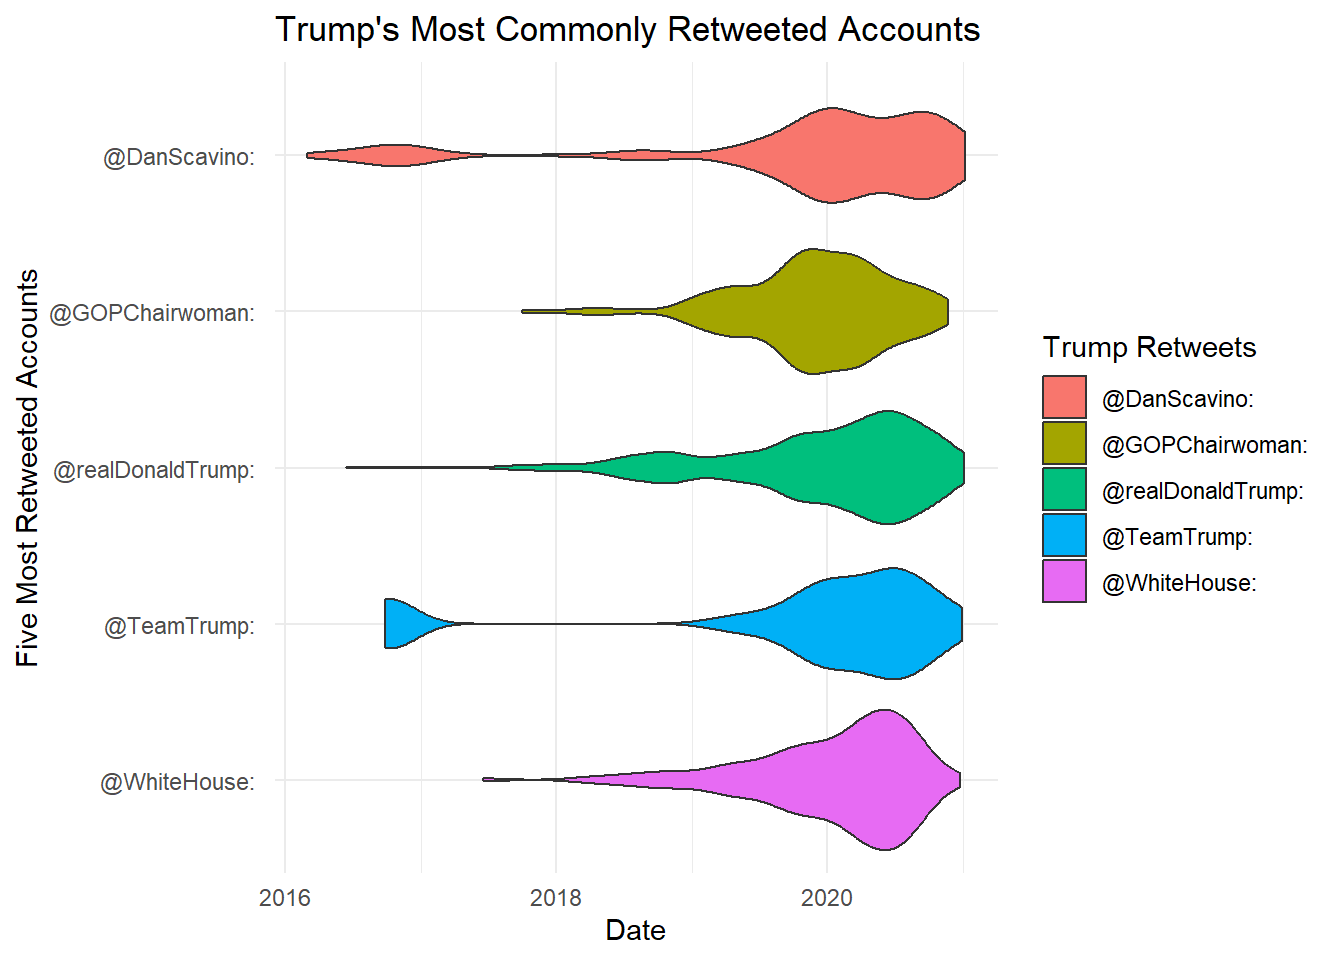 Trump's Most Commonly Retweeted Accounts
Five Most Retweeted Accounts
@DanScavino:
@GOPChairwoman:
@realDonaldTrump:
@TeamTrump:
@WhiteHouse:
2016
2018
2020
Date
Trump Retweets
@DanScavino:
@GOPChairwoman:
@realDonaldTrump:
@TeamTrump:
@WhiteHouse: